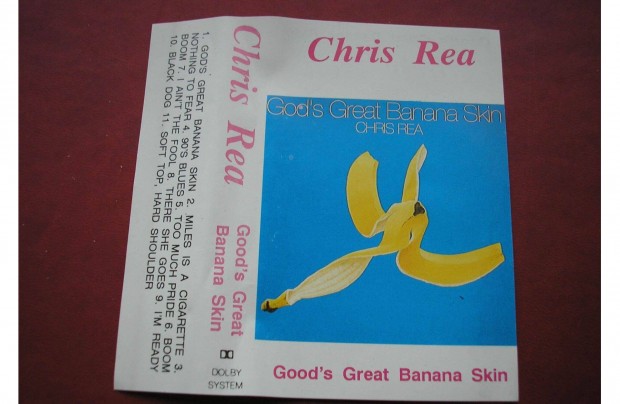 1. GOD'S GREAT BANANA SKIN 2. MILES IS A CIGARETTE 3.
NOTHING TO FEAR 4. 90'S BLUES 5. TOO MUCH PRIDE 6. BOOM
BOOM 7. I AIN'T THE FOOL 8. THERE SHE GOES 9. I'M READY
10. BLACK DOG 11. SOFT TOP, HARD SHOULDER
Chris Rea
Good's Great
Banana Skin
DOLBY
SYSTEM
Chris Rea
God's Great Banana Skin
CHRIS REA
Good's Great Banana Skin